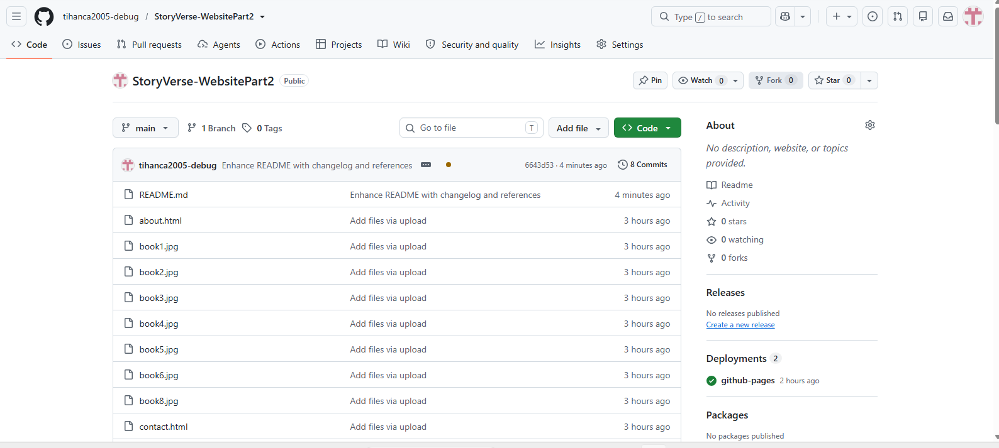 tihanca2005-debug / StoryVerse-WebsitePart2
Type / to search
Code Issues Pull requests Agents Actions Projects Wiki Security and quality Insights Settings
StoryVerse-WebsitePart2 Public
Pin Watch 0 Fork 0 Star 0
main 1 Branch 0 Tags Go to file T Add file Code
tihanca2005-debug Enhance README with changelog and references 6643d53 · 4 minutes ago 8 Commits
README.md Enhance README with changelog and references 4 minutes ago
about.html Add files via upload 3 hours ago
book1.jpg Add files via upload 3 hours ago
book2.jpg Add files via upload 3 hours ago
book3.jpg Add files via upload 3 hours ago
book4.jpg Add files via upload 3 hours ago
book5.jpg Add files via upload 3 hours ago
book6.jpg Add files via upload 3 hours ago
book8.jpg Add files via upload 3 hours ago
contact.html Add files via upload 3 hours ago
About
No description, website, or topics
provided.
Readme
Activity
0 stars
0 watching
0 forks
Releases
No releases published
Create a new release
Deployments 2
github-pages 2 hours ago
Packages
No packages published